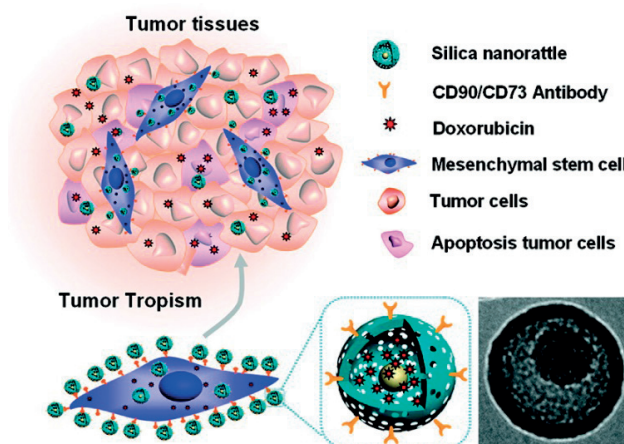 Tumor tissues
Silica nanorattle
CD90/CD73 Antibody
Doxorubicin
Mesenchymal stem cell
Tumor cells
Apoptosis tumor cells
Tumor Tropism